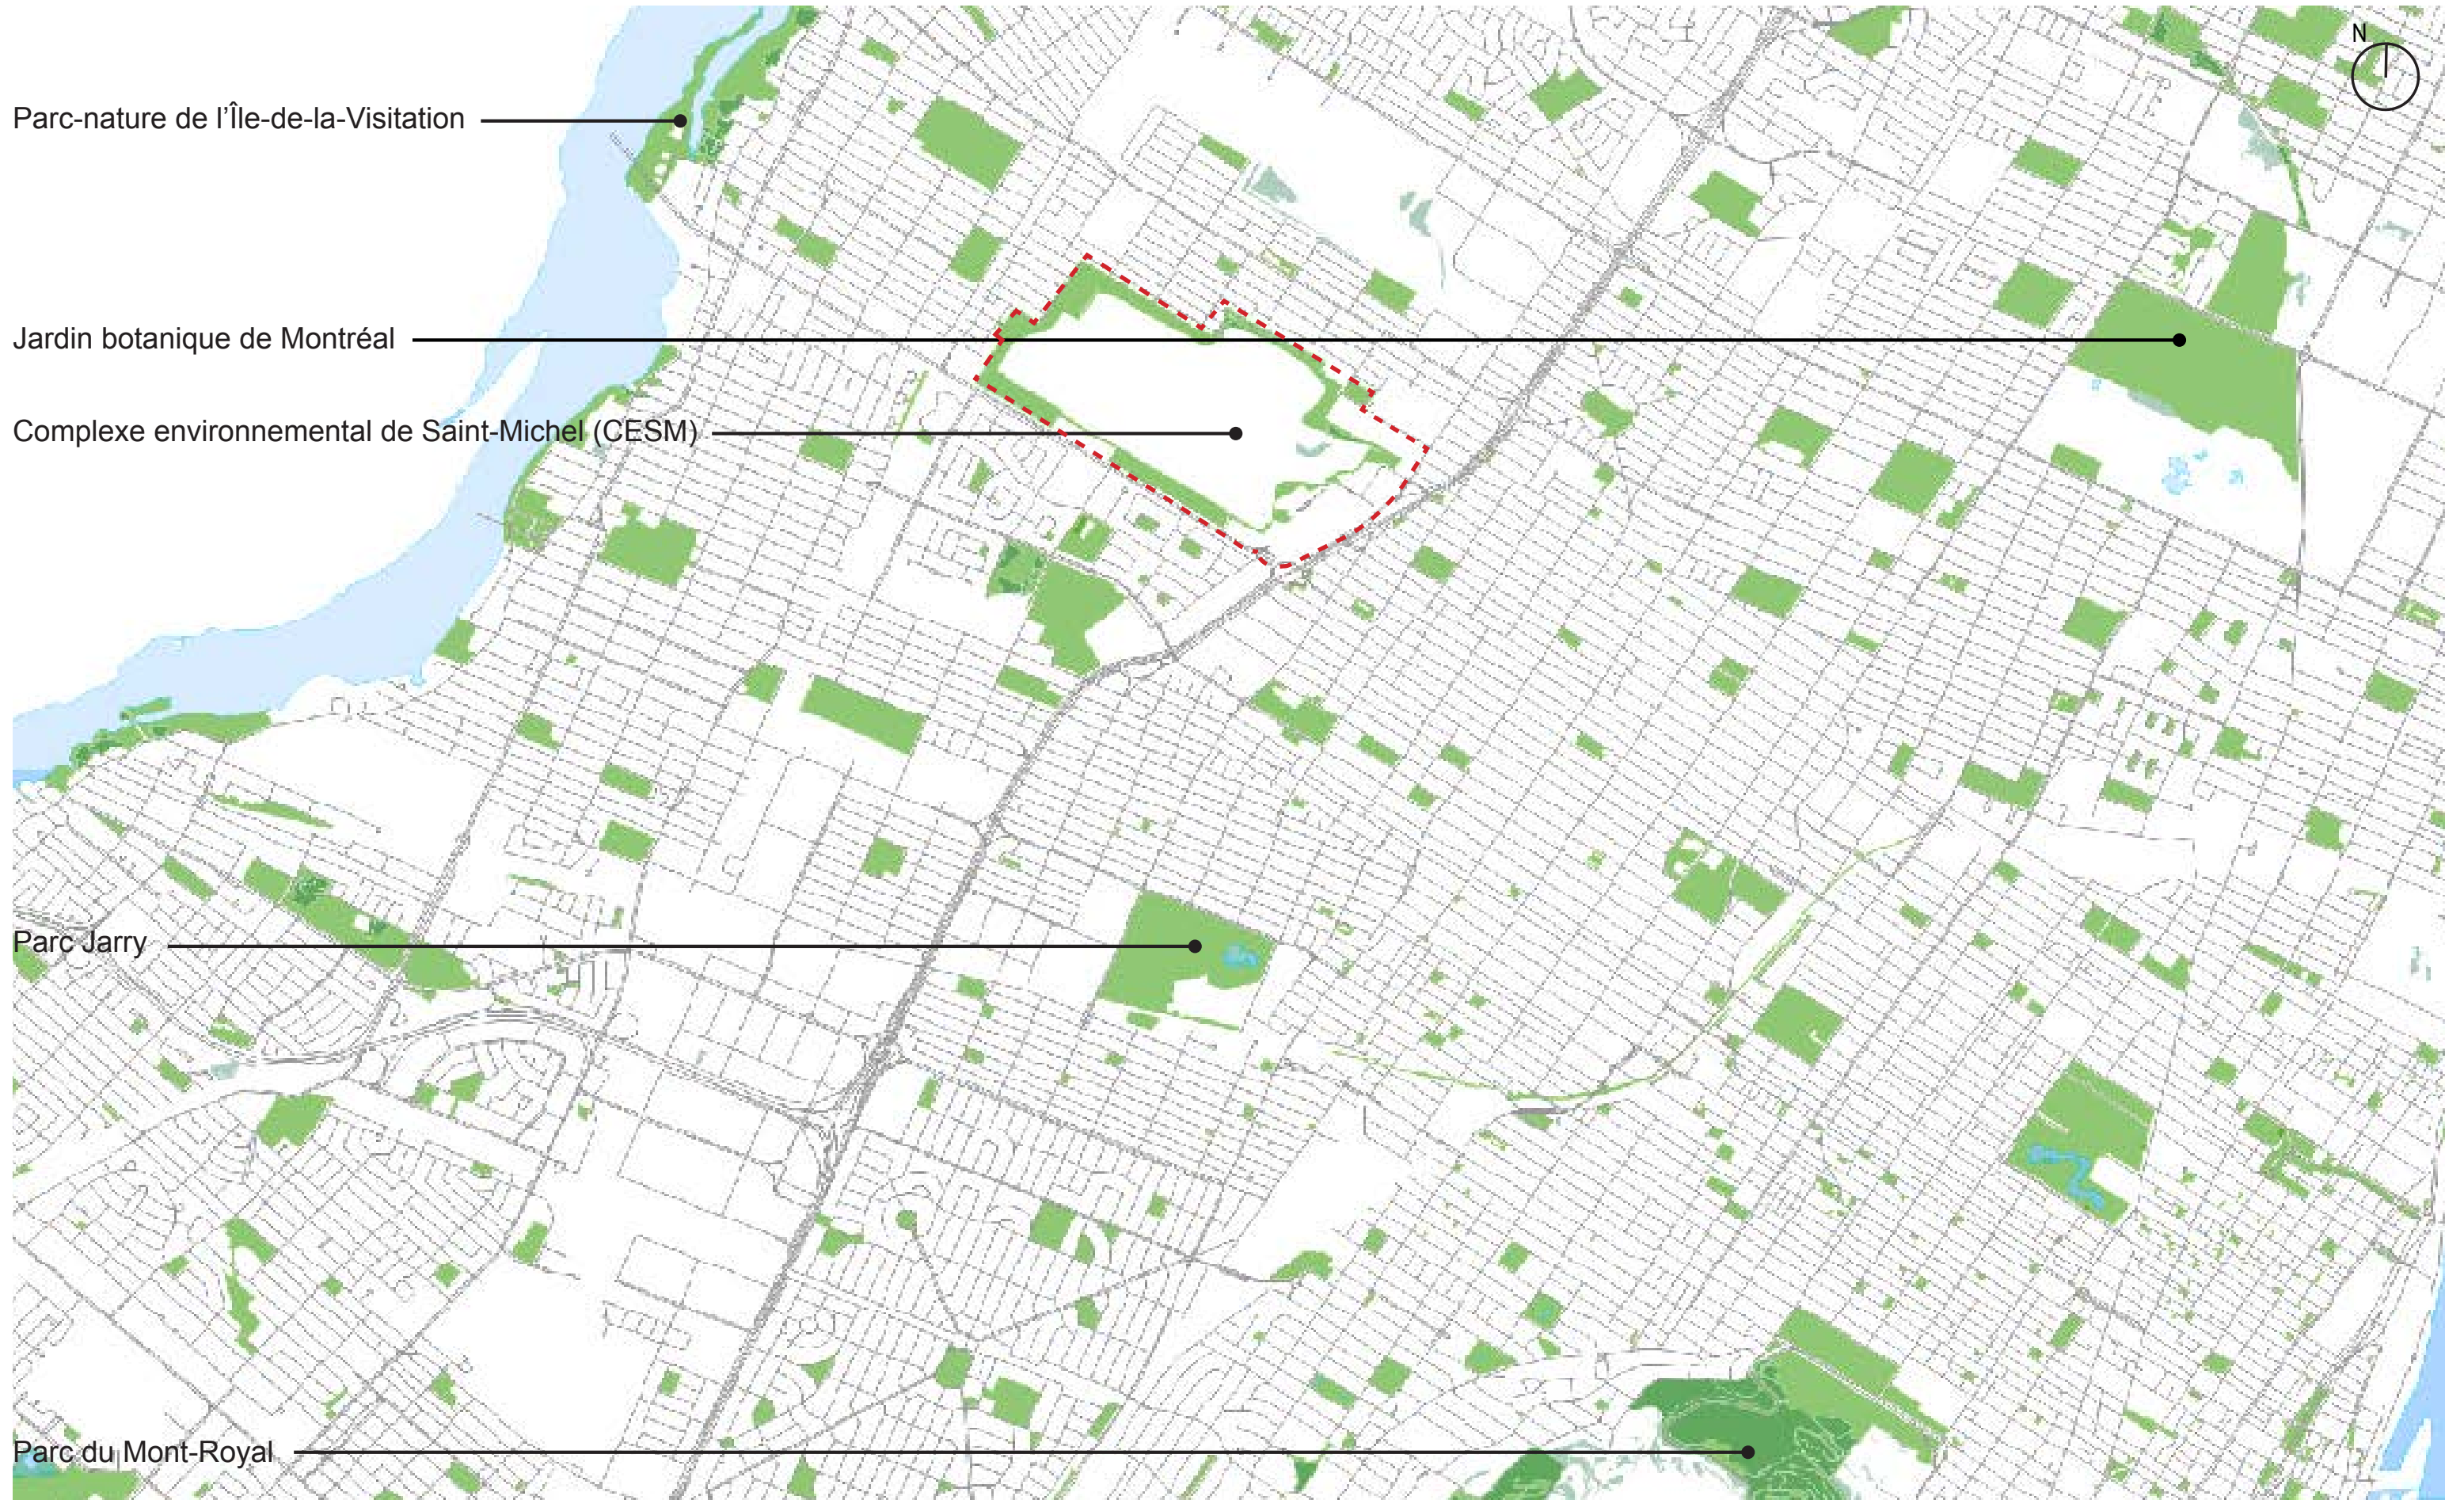 N
Parc-nature de l’Île-de-la-Visitation
Jardin botanique de Montréal
Complexe environnemental de Saint-Michel (CESM)
Parc Jarry
Parc du Mont-Royal